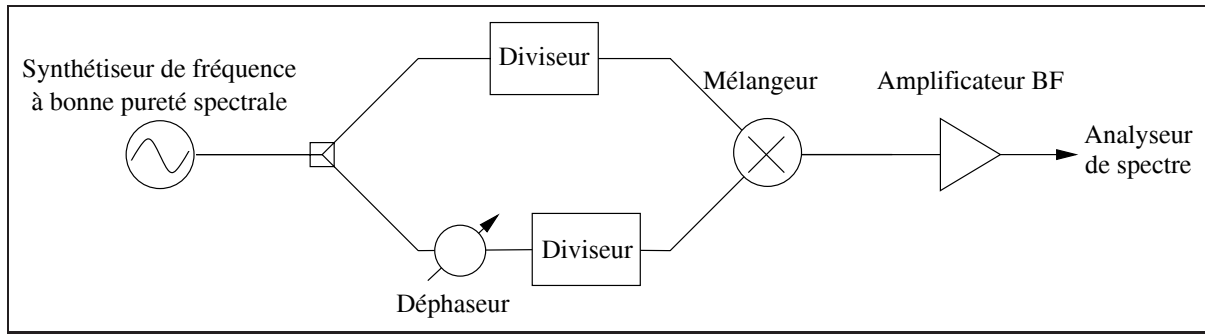 Synthétiseur de fréquence
à bonne pureté spectrale
Diviseur
Mélangeur
Amplificateur BF
Analyseur
de spectre
Diviseur
Déphaseur